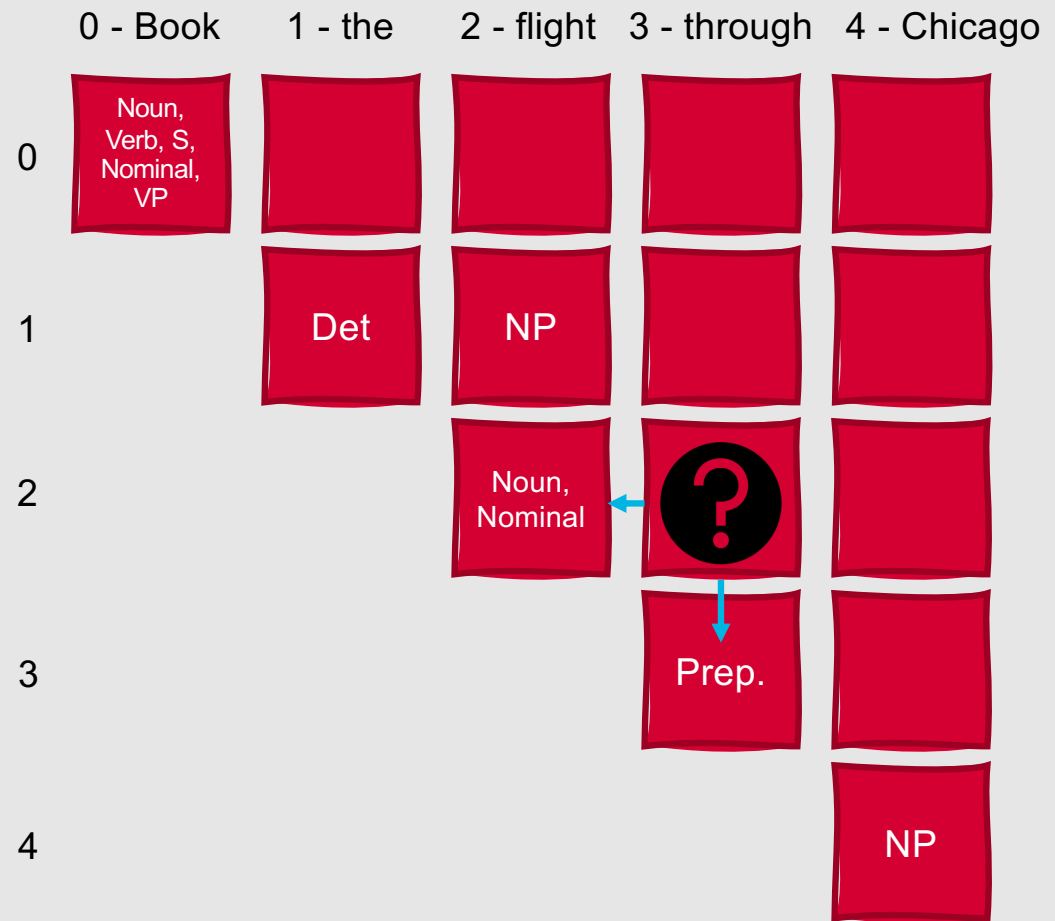 0 - Book 1 - the 2 - flight 3 - through 4 - Chicago
0
Noun,
Verb, S,
Nominal,
VP
1
Det
NP
2
Noun,
Nominal
?
3
Prep.
4
NP